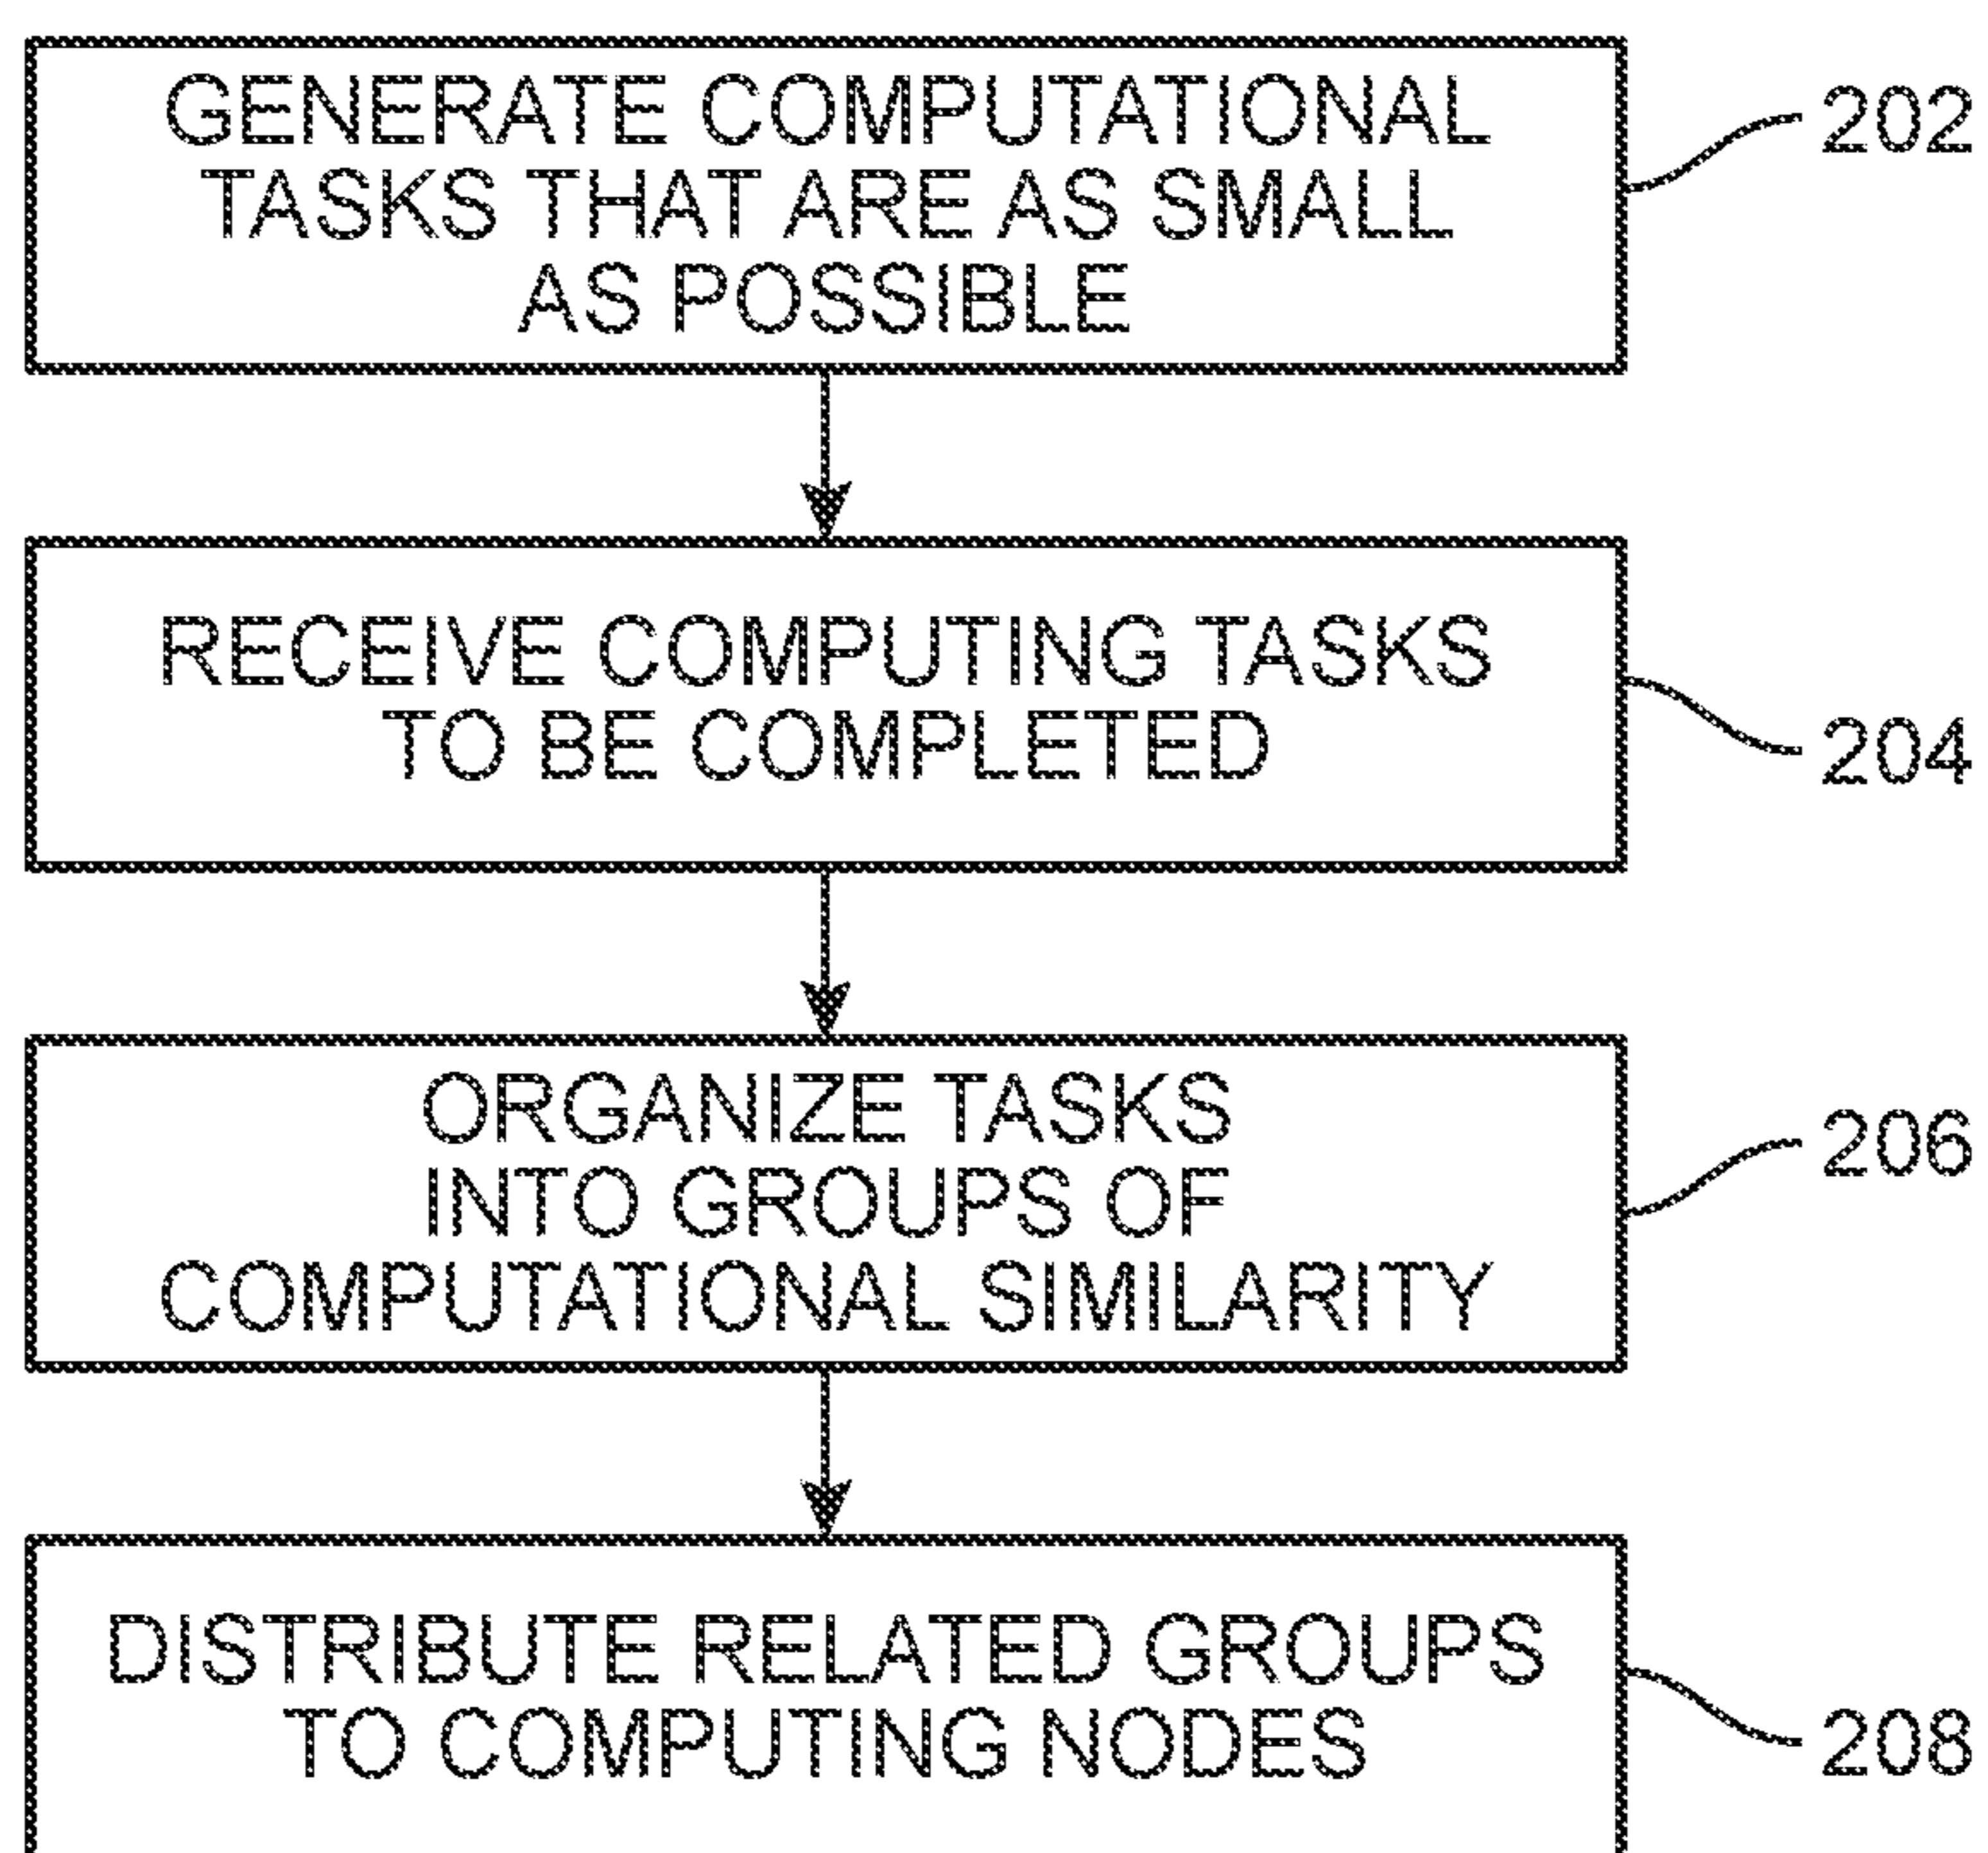 GENERATE COMPUTATIONAL
TASKS THAT ARE AS SMALL
AS POSSIBLE
202
RECEIVE COMPUTING TASKS
TO BE COMPLETED
204
ORGANIZE TASKS
INTO GROUPS OF
COMPUTATIONAL SIMILARITY
206
DISTRIBUTE RELATED GROUPS
TO COMPUTING NODES
208